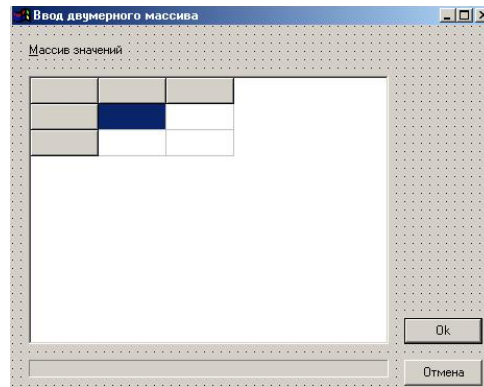 Ввод двумерного массива
Массив значений
Ok
Отмена